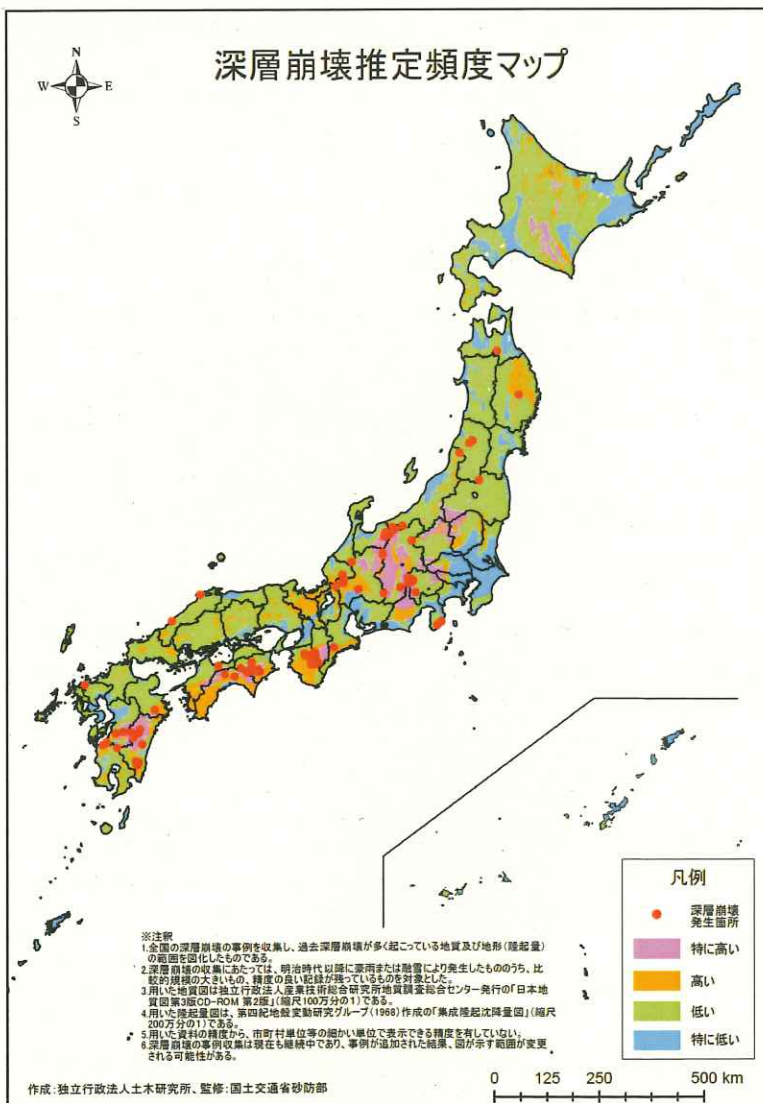 深層崩壊推定頻度マップ
N
W
E
S
凡例
深層崩壊
発生箇所
特に高い
高い
低い
特に低い
※注釈
1.全国の深層崩壊の事例を収集し、過去深層崩壊が多く起こっている地質及び地形(隆起量)
の範囲を図化したものである。
2.深層崩壊の収集にあたっては、明治時代以降に豪雨または融雪により発生したもののうち、比
較的規模の大きいもの、精度の良い記録が残っているものを対象とした。
3.用いた地質図は独立行政法人産業技術総合研究所地質調査総合センター発行の「日本地
質図第3版CD-ROM 第2版」(縮尺100万分の1)である。
4.用いた隆起量図は、第四紀地殻変動研究グループ(1968)作成の「集成隆起沈降量図」(縮尺
200万分の1)である。
5.用いた資料の精度から、市町村単位等の細かい単位で表示できる精度を有していない。
6.深層崩壊の事例収集は現在も継続中であり、事例が追加された結果、図が示す範囲が変更
される可能性がある。
作成:独立行政法人土木研究所、監修:国土交通省砂防部
0 125 250 500 km